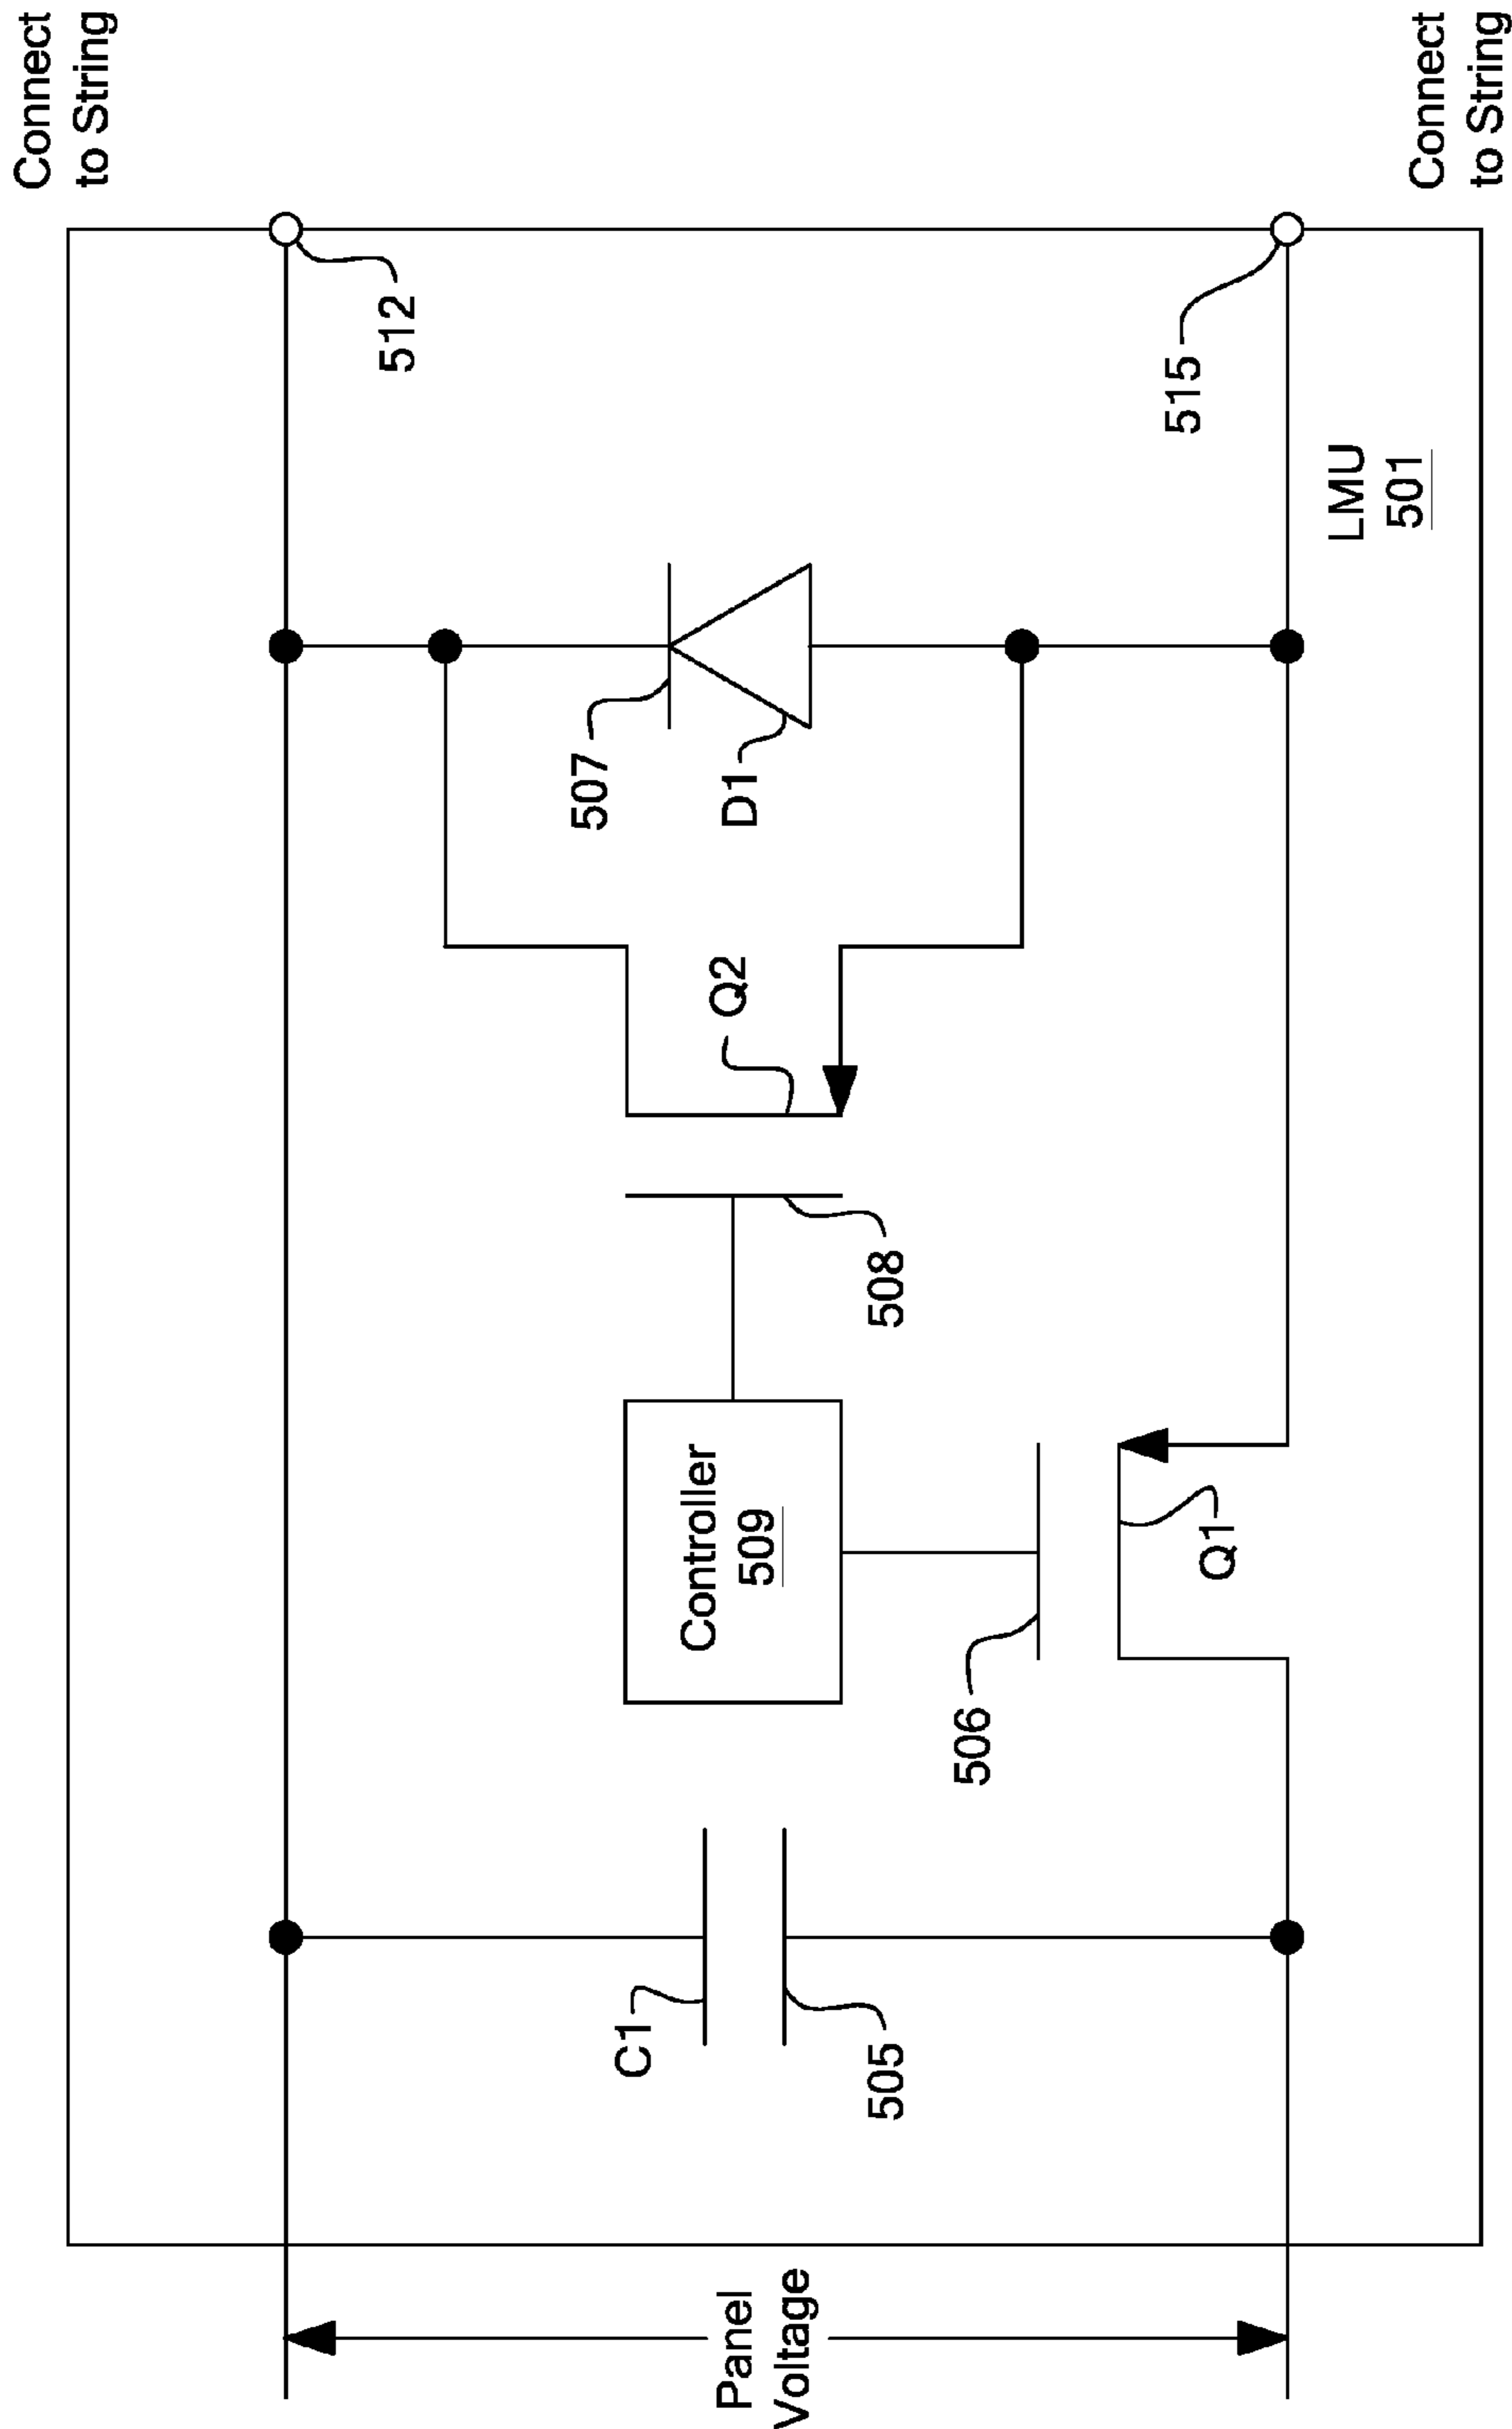 Connect
to String
512
507
D1
Q2
508
Controller
509
C1
505
506
Q1
515
LMU
501
Connect
to String
Panel
Voltage